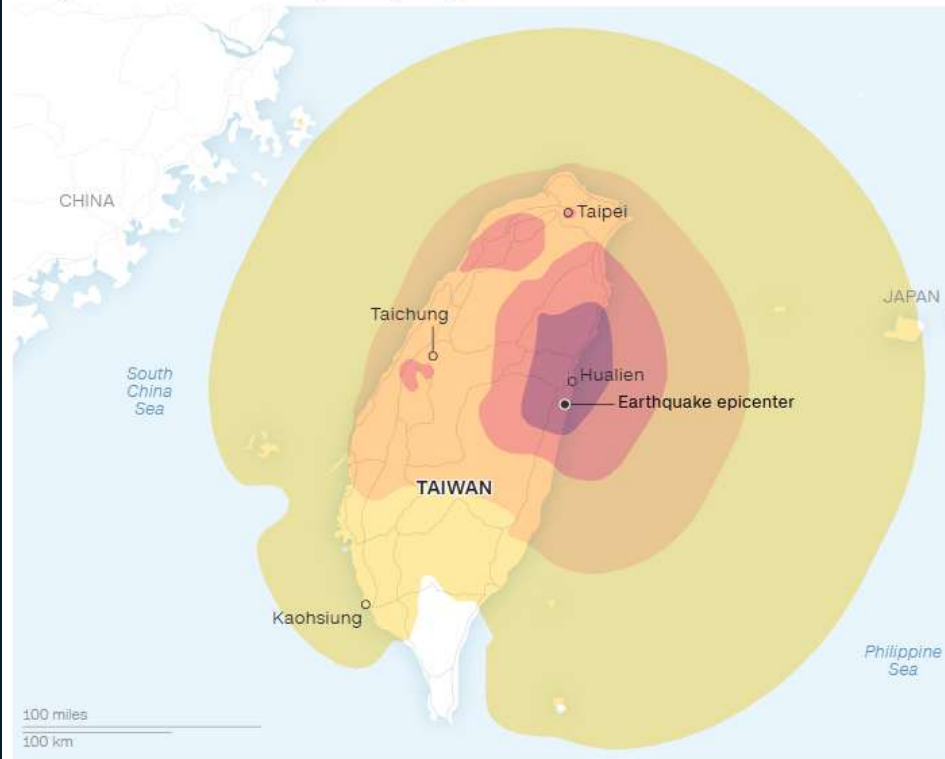 CHINA
Taipei
JAPAN
Taichung
South
China
Sea
Hualien
Earthquake epicenter
TAIWAN
Kaohsiung
Philippine
Sea
100 miles
100 km